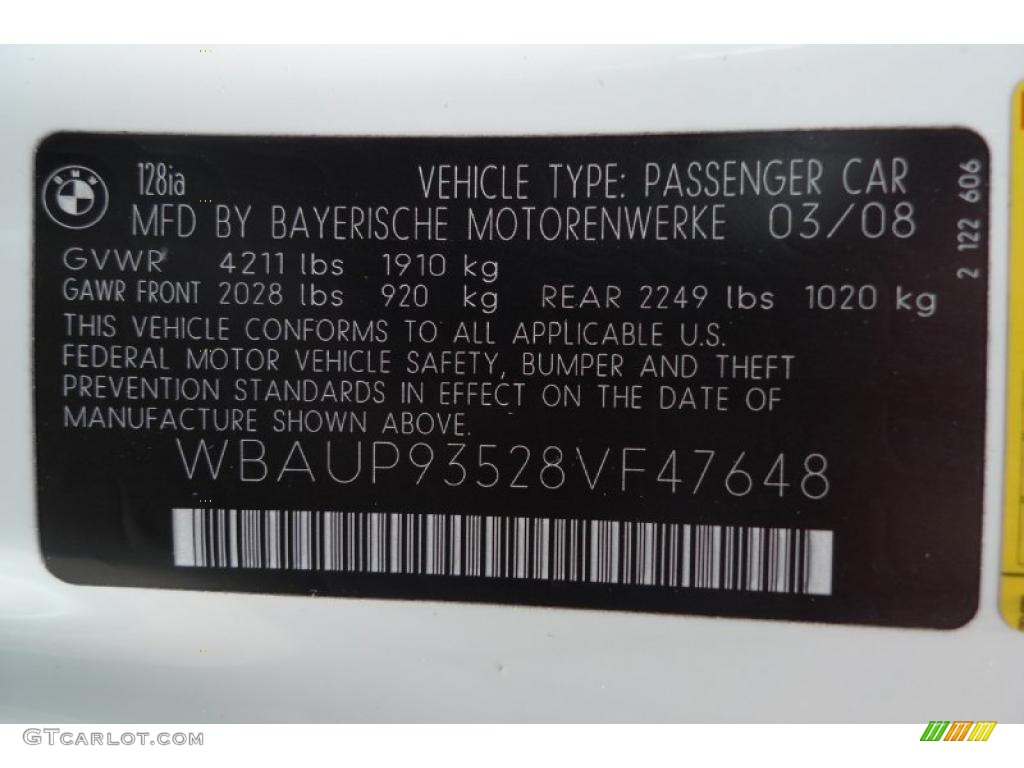 BMW
128ia VEHICLE TYPE: PASSENGER CAR
MFD BY BAYERISCHE MOTORENWERKE 03/08
GVWR 4211 lbs 1910 kg
GAWR FRONT 2028 lbs 920 kg REAR 2249 lbs 1020 kg
THIS VEHICLE CONFORMS TO ALL APPLICABLE U.S.
FEDERAL MOTOR VEHICLE SAFETY, BUMPER AND THEFT
PREVENTION STANDARDS IN EFFECT ON THE DATE OF
MANUFACTURE SHOWN ABOVE.
WBAUP93528VF47648
2 122 606
GTCarLot.com